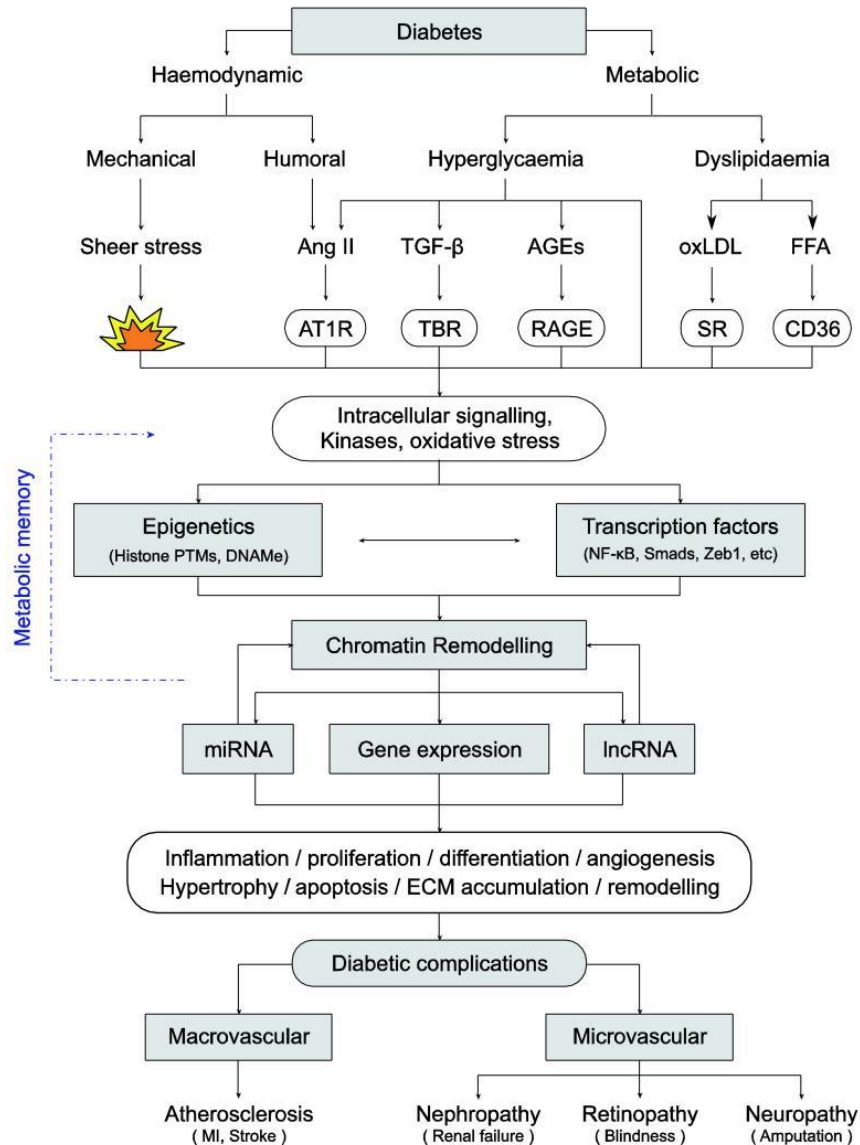 Diabetes
Haemodynamic
Metabolic
Mechanical
Humoral
Hyperglycaemia
Dyslipidaemia
Sheer stress
Ang II
TGF-β
AGEs
oxLDL
FFA
AT1R
TBR
RAGE
SR
CD36
Intracellular signalling,
Kinases, oxidative stress
Metabolic memory
Epigenetics
(Histone PTMs, DNAMe)
Transcription factors
(NF-κB, Smads, Zeb1, etc)
Chromatin Remodelling
miRNA
Gene expression
lncRNA
Inflammation / proliferation / differentiation / angiogenesis
Hypertrophy / apoptosis / ECM accumulation / remodelling
Diabetic complications
Macrovascular
Microvascular
Atherosclerosis
( MI, Stroke )
Nephropathy
( Renal failure )
Retinopathy
( Blindness )
Neuropathy
( Amputation )